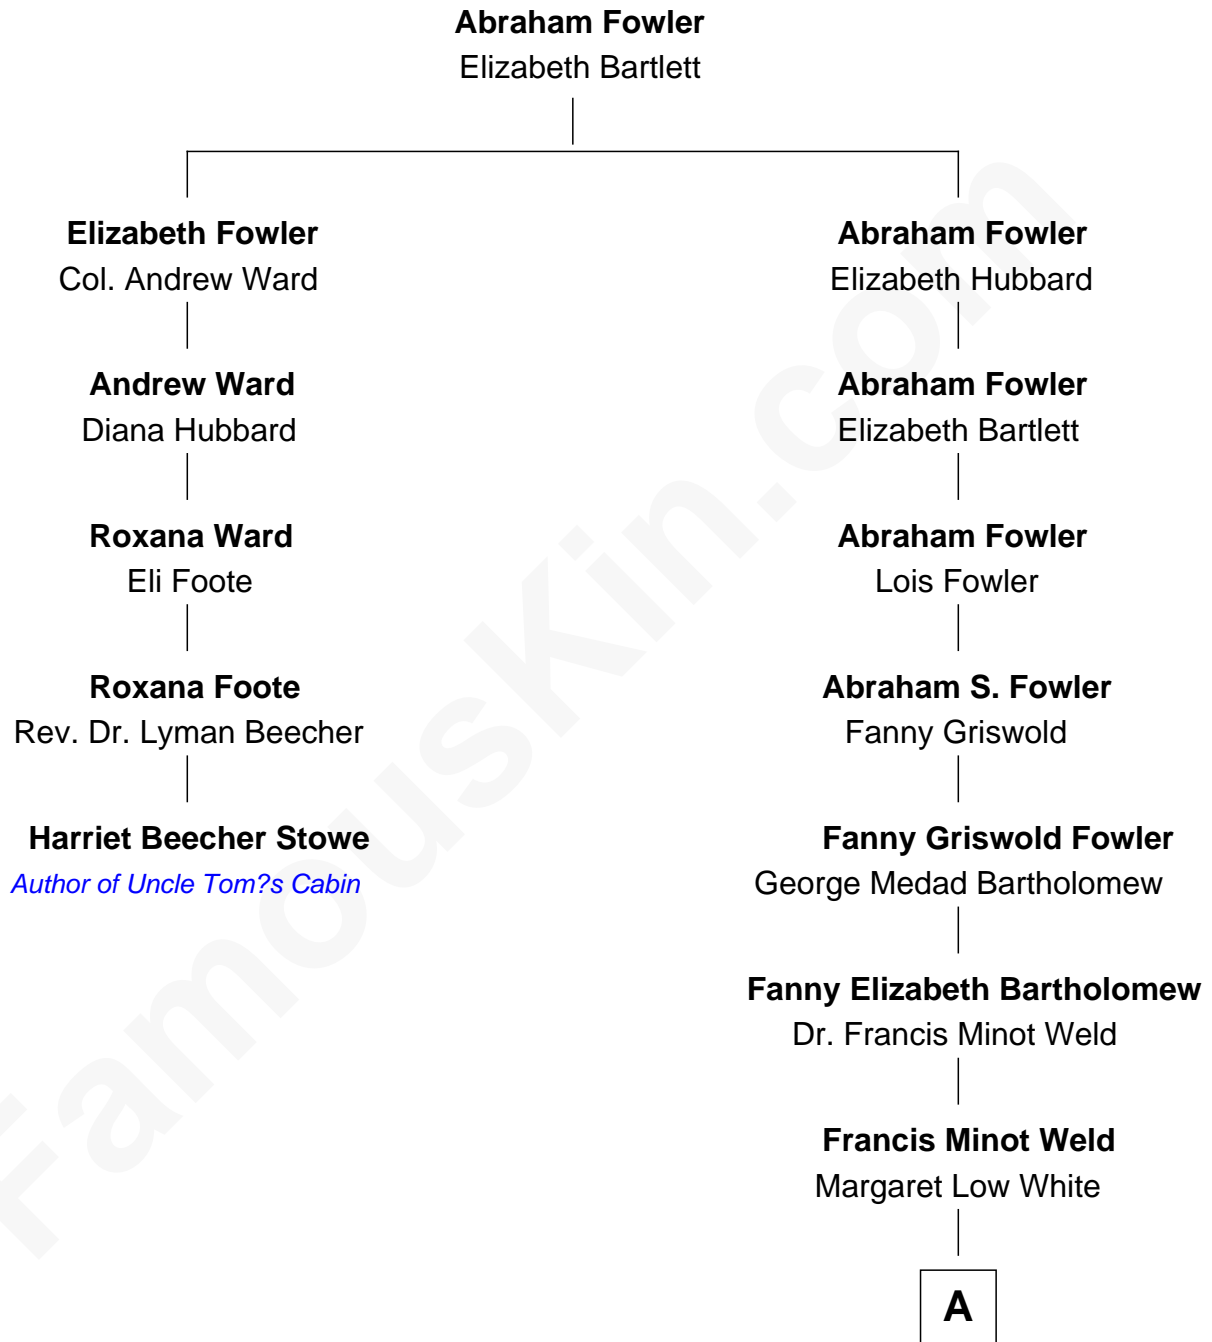 Abraham Fowler
Elizabeth Bartlett
Elizabeth Fowler
Col. Andrew Ward
Abraham Fowler
Elizabeth Hubbard
Andrew Ward
Diana Hubbard
Abraham Fowler
Elizabeth Bartlett
Roxana Ward
Eli Foote
Abraham Fowler
Lois Fowler
Roxana Foote
Rev. Dr. Lyman Beecher
Abraham S. Fowler
Fanny Griswold
Harriet Beecher Stowe
Author of Uncle Tom?s Cabin
Fanny Griswold Fowler
George Medad Bartholomew
Fanny Elizabeth Bartholomew
Dr. Francis Minot Weld
Francis Minot Weld
Margaret Low White
A
FamousKin.com